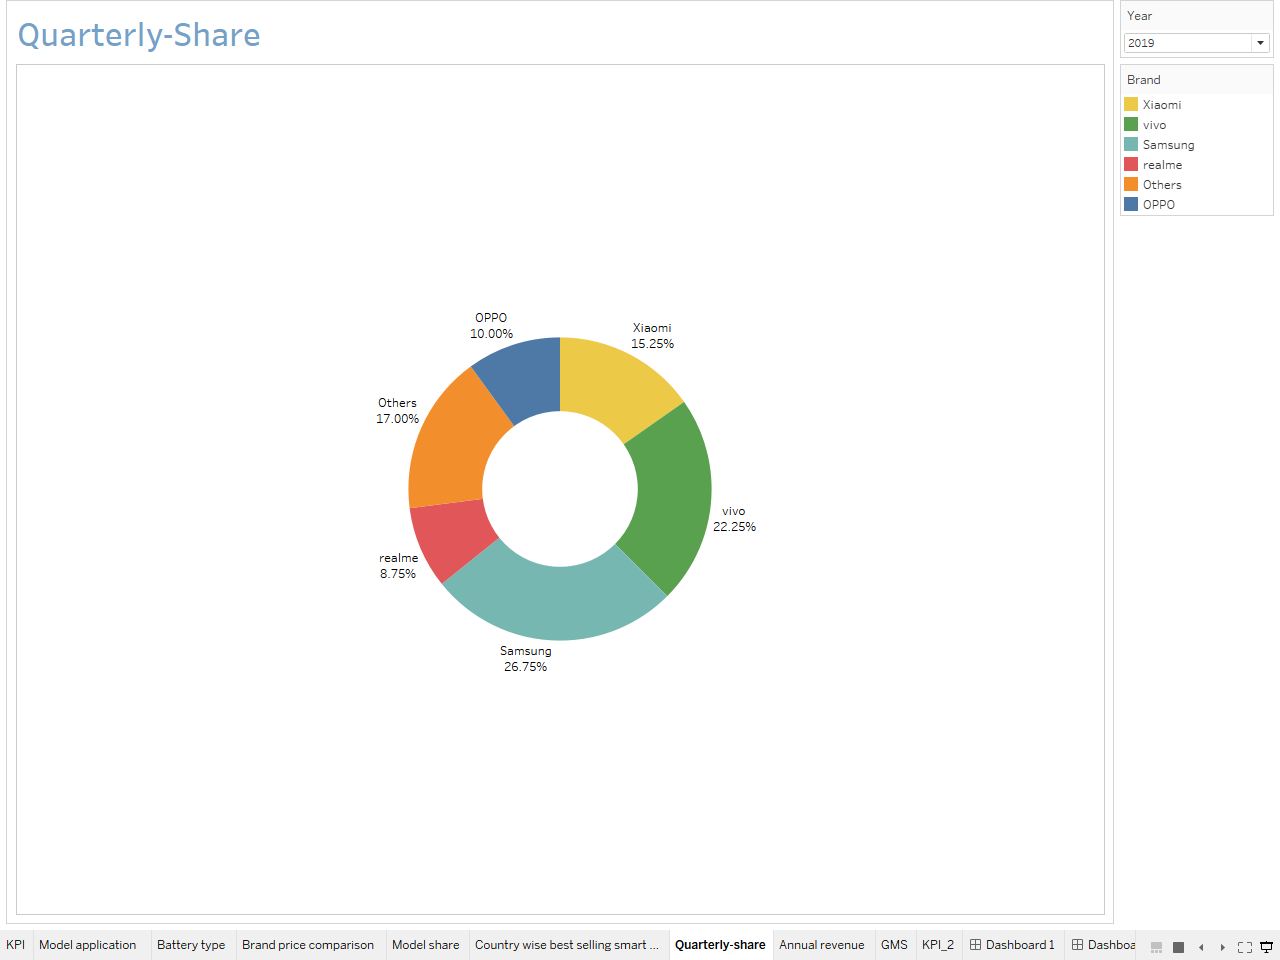 Quarterly-Share
Year
2019
Brand
Xiaomi
vivo
Samsung
realme
Others
OPPO
OPPO
10.00%
Xiaomi
15.25%
Others
17.00%
vivo
22.25%
realme
8.75%
Samsung
26.75%
KPI
Model application
Battery type
Brand price comparison
Model share
Country wise best selling smart ...
Quarterly-share
Annual revenue
GMS
KPI_2
Dashboard 1
Dashboa